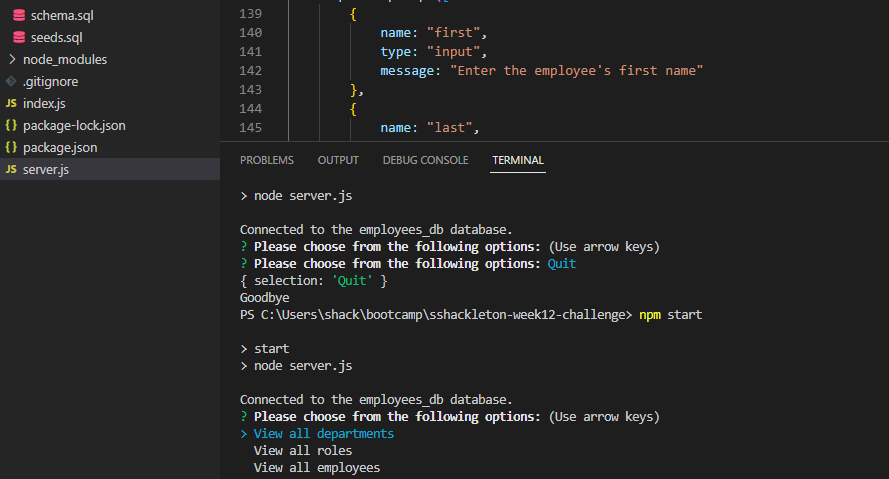 schema.sql
seeds.sql
node_modules
.gitignore
JS index.js
{} package-lock.json
{} package.json
JS server.js
139 {
140 name: "first",
141 type: "input",
142 message: "Enter the employee's first name"
143 },
144 {
145 name: "last",
PROBLEMS OUTPUT DEBUG CONSOLE TERMINAL
> node server.js
Connected to the employees_db database.
? Please choose from the following options: (Use arrow keys)
? Please choose from the following options: Quit
{ selection: 'Quit' }
Goodbye
PS C:\Users\shack\bootcamp\sshackleton-week12-challenge> npm start
> start
> node server.js
Connected to the employees_db database.
? Please choose from the following options: (Use arrow keys)
> View all departments
View all roles
View all employees